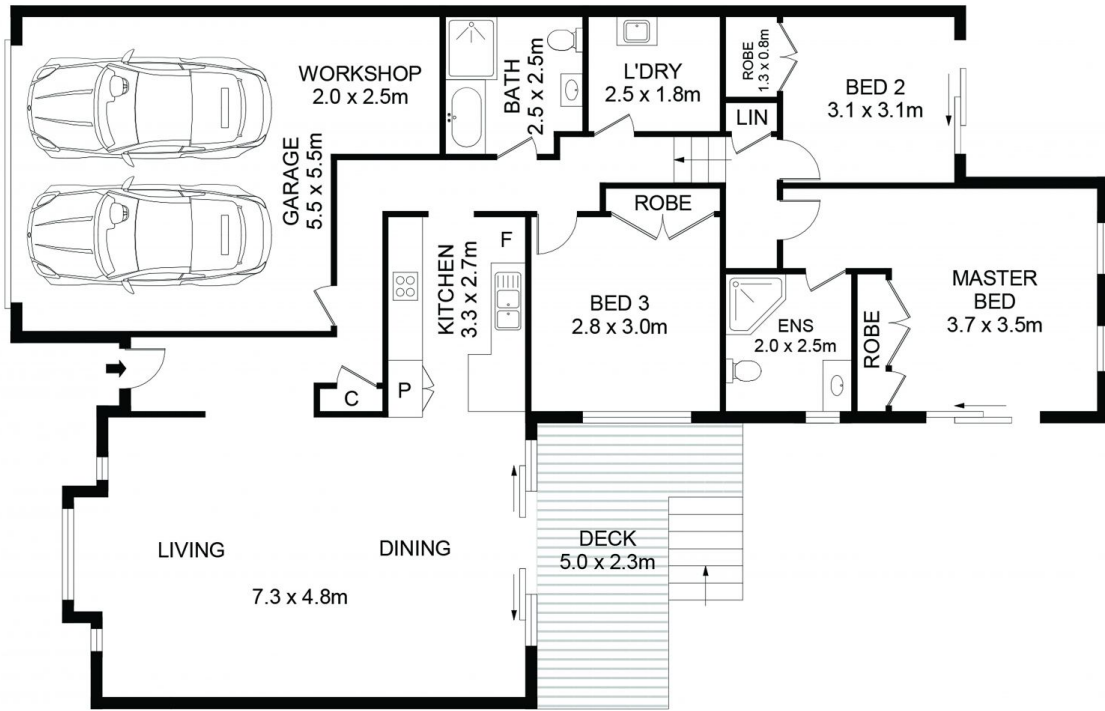 WORKSHOP
2.0 x 2.5m
GARAGE
5.5 x 5.5m
BATH
2.5 x 2.5m
L'DRY
2.5 x 1.8m
ROBE
1.3 x 0.8m
BED 2
3.1 x 3.1m
LIN
ROBE
F
KITCHEN
3.3 x 2.7m
BED 3
2.8 x 3.0m
ENS
2.0 x 2.5m
ROBE
MASTER
BED
3.7 x 3.5m
C
P
LIVING
DINING
7.3 x 4.8m
DECK
5.0 x 2.3m